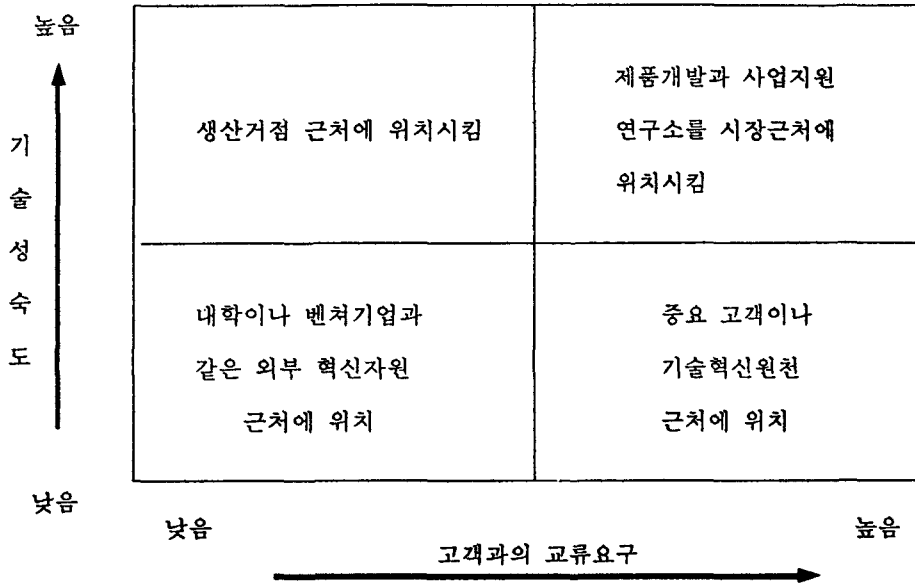 높음
기
술
성
숙
도
낮음
생산거점 근처에 위치시킴
제품개발과 사업지원
연구소를 시장근처에
위치시킴
대학이나 벤쳐기업과
같은 외부 혁신자원
근처에 위치
중요 고객이나
기술혁신원천
근처에 위치
낮음
높음
고객과의 교류요구